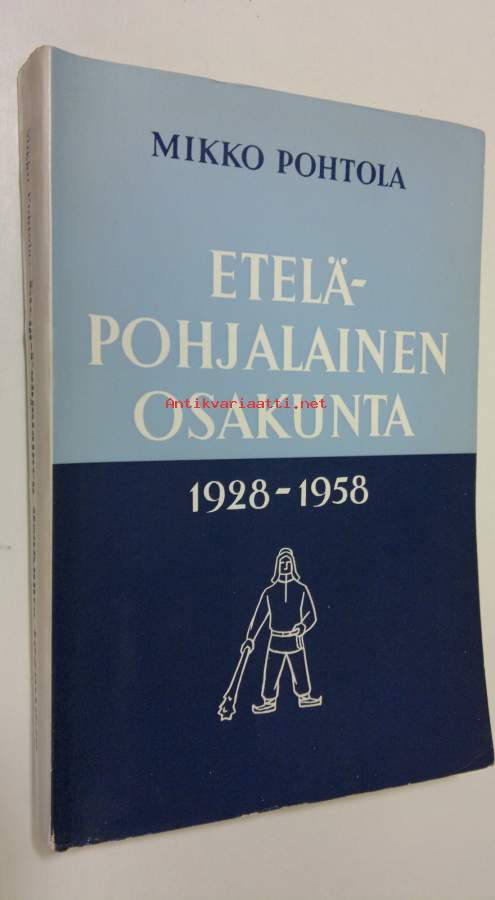 MIKKO POHTOLA
ETELÄ-
POHJALAINEN
OSAKUNTA
Antikvariaatti.net
1928-1958